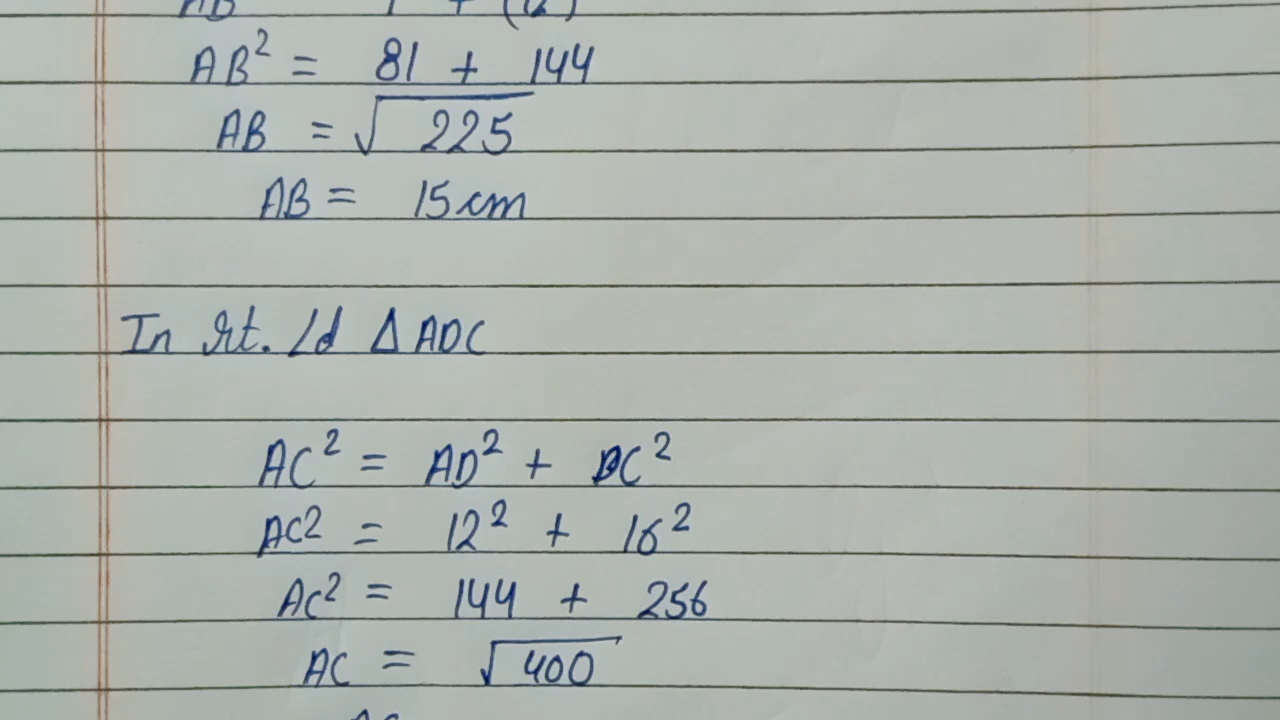 AB² = 81 + 144
AB = √225
AB = 15 cm
In rt. ∠d Δ ADC
AC² = AD² + DC²
AC² = 12² + 16²
AC² = 144 + 256
AC = √400